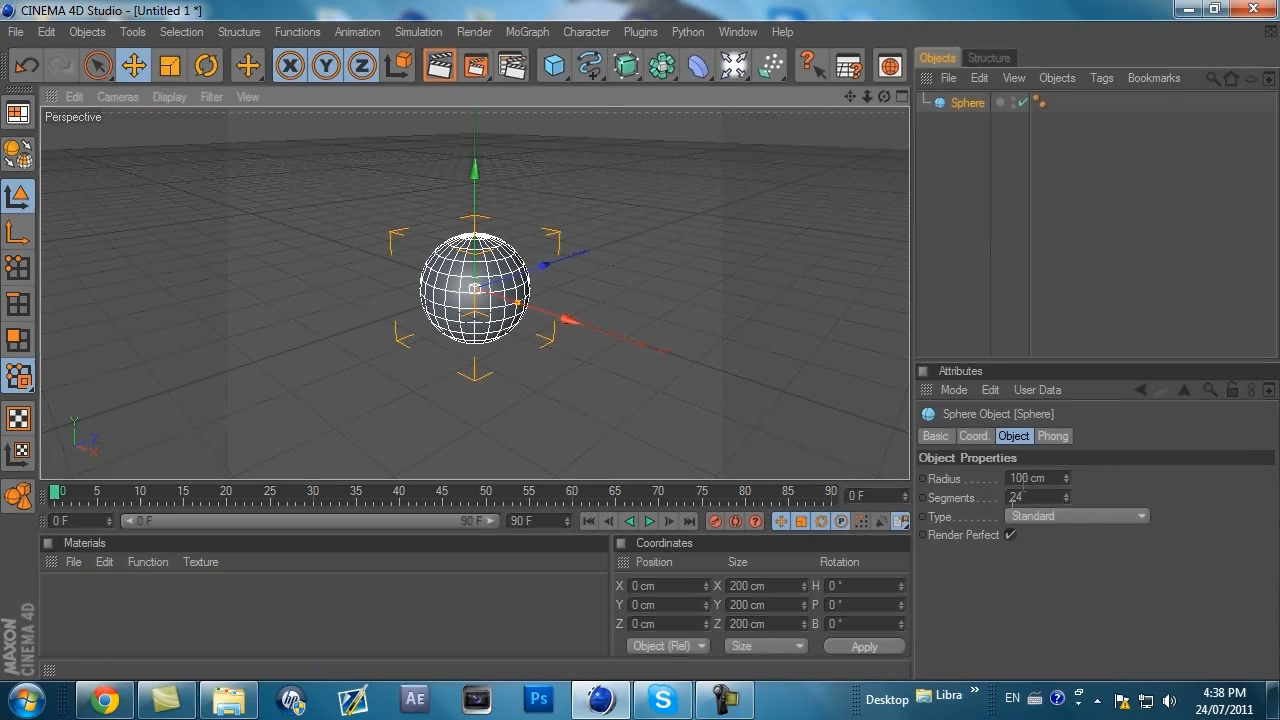 CINEMA 4D Studio - [Untitled 1 *]
File Edit Objects Tools Selection Structure Functions Animation Simulation Render MoGraph Character Plugins Python Window Help
X Y Z
Objects Structure
File Edit View Objects Tags Bookmarks
Edit Cameras Display Filter View
Perspective
Sphere
Y
Z
X
Attributes
Mode Edit User Data
Sphere Object [Sphere]
Basic Coord. Object Phong
Object Properties
Radius . . . . . . 100 cm
Segments . . . . 24
Type. . . . . . . . Standard
Render Perfect
0 5 10 15 20 25 30 35 40 45 50 55 60 65 70 75 80 85 90 0 F
0 F 0 F 90 F 90 F
Materials
File Edit Function Texture
Coordinates
Position Size Rotation
X 0 cm X 200 cm H 0 °
Y 0 cm Y 200 cm P 0 °
Z 0 cm Z 200 cm B 0 °
Object (Rel) Size Apply
MAXON
CINEMA 4D
AE Ps Desktop Libra » EN 4:38 PM
24/07/2011